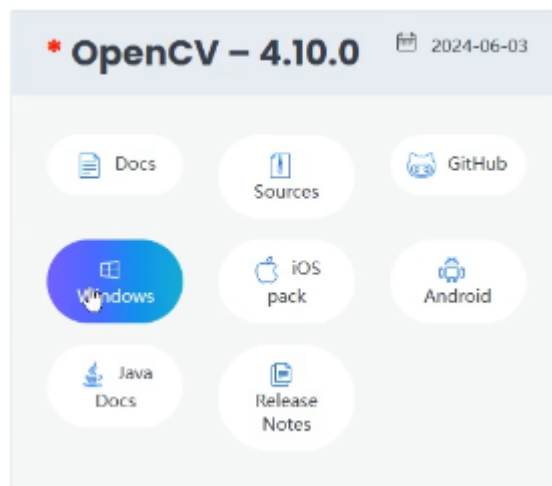 * OpenCV – 4.10.0
2024-06-03
Docs
Sources
GitHub
Windows
iOS
pack
Android
Java
Docs
Release
Notes